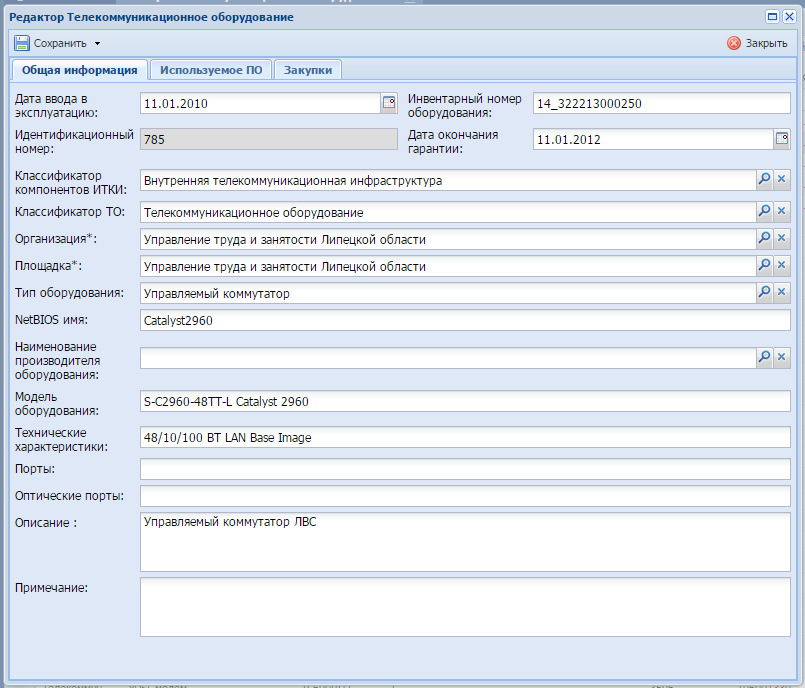 Редактор Телекоммуникационное оборудование
Сохранить
Закрыть
Общая информация
Используемое ПО
Закупки
Дата ввода в
эксплуатацию:
11.01.2010
Инвентарный номер
оборудования:
14_322213000250
Идентификационный
номер:
785
Дата окончания
гарантии:
11.01.2012
Классификатор
компонентов ИТКИ:
Внутренняя телекоммуникационная инфраструктура
Классификатор ТО:
Телекоммуникационное оборудование
Организация*:
Управление труда и занятости Липецкой области
Площадка*:
Управление труда и занятости Липецкой области
Тип оборудования:
Управляемый коммутатор
NetBIOS имя:
Catalyst2960
Наименование
производителя
оборудования:
Модель
оборудования:
S-C2960-48TT-L Catalyst 2960
Технические
характеристики:
48/10/100 BT LAN Base Image
Порты:
Оптические порты:
Описание :
Управляемый коммутатор ЛВС
Примечание: